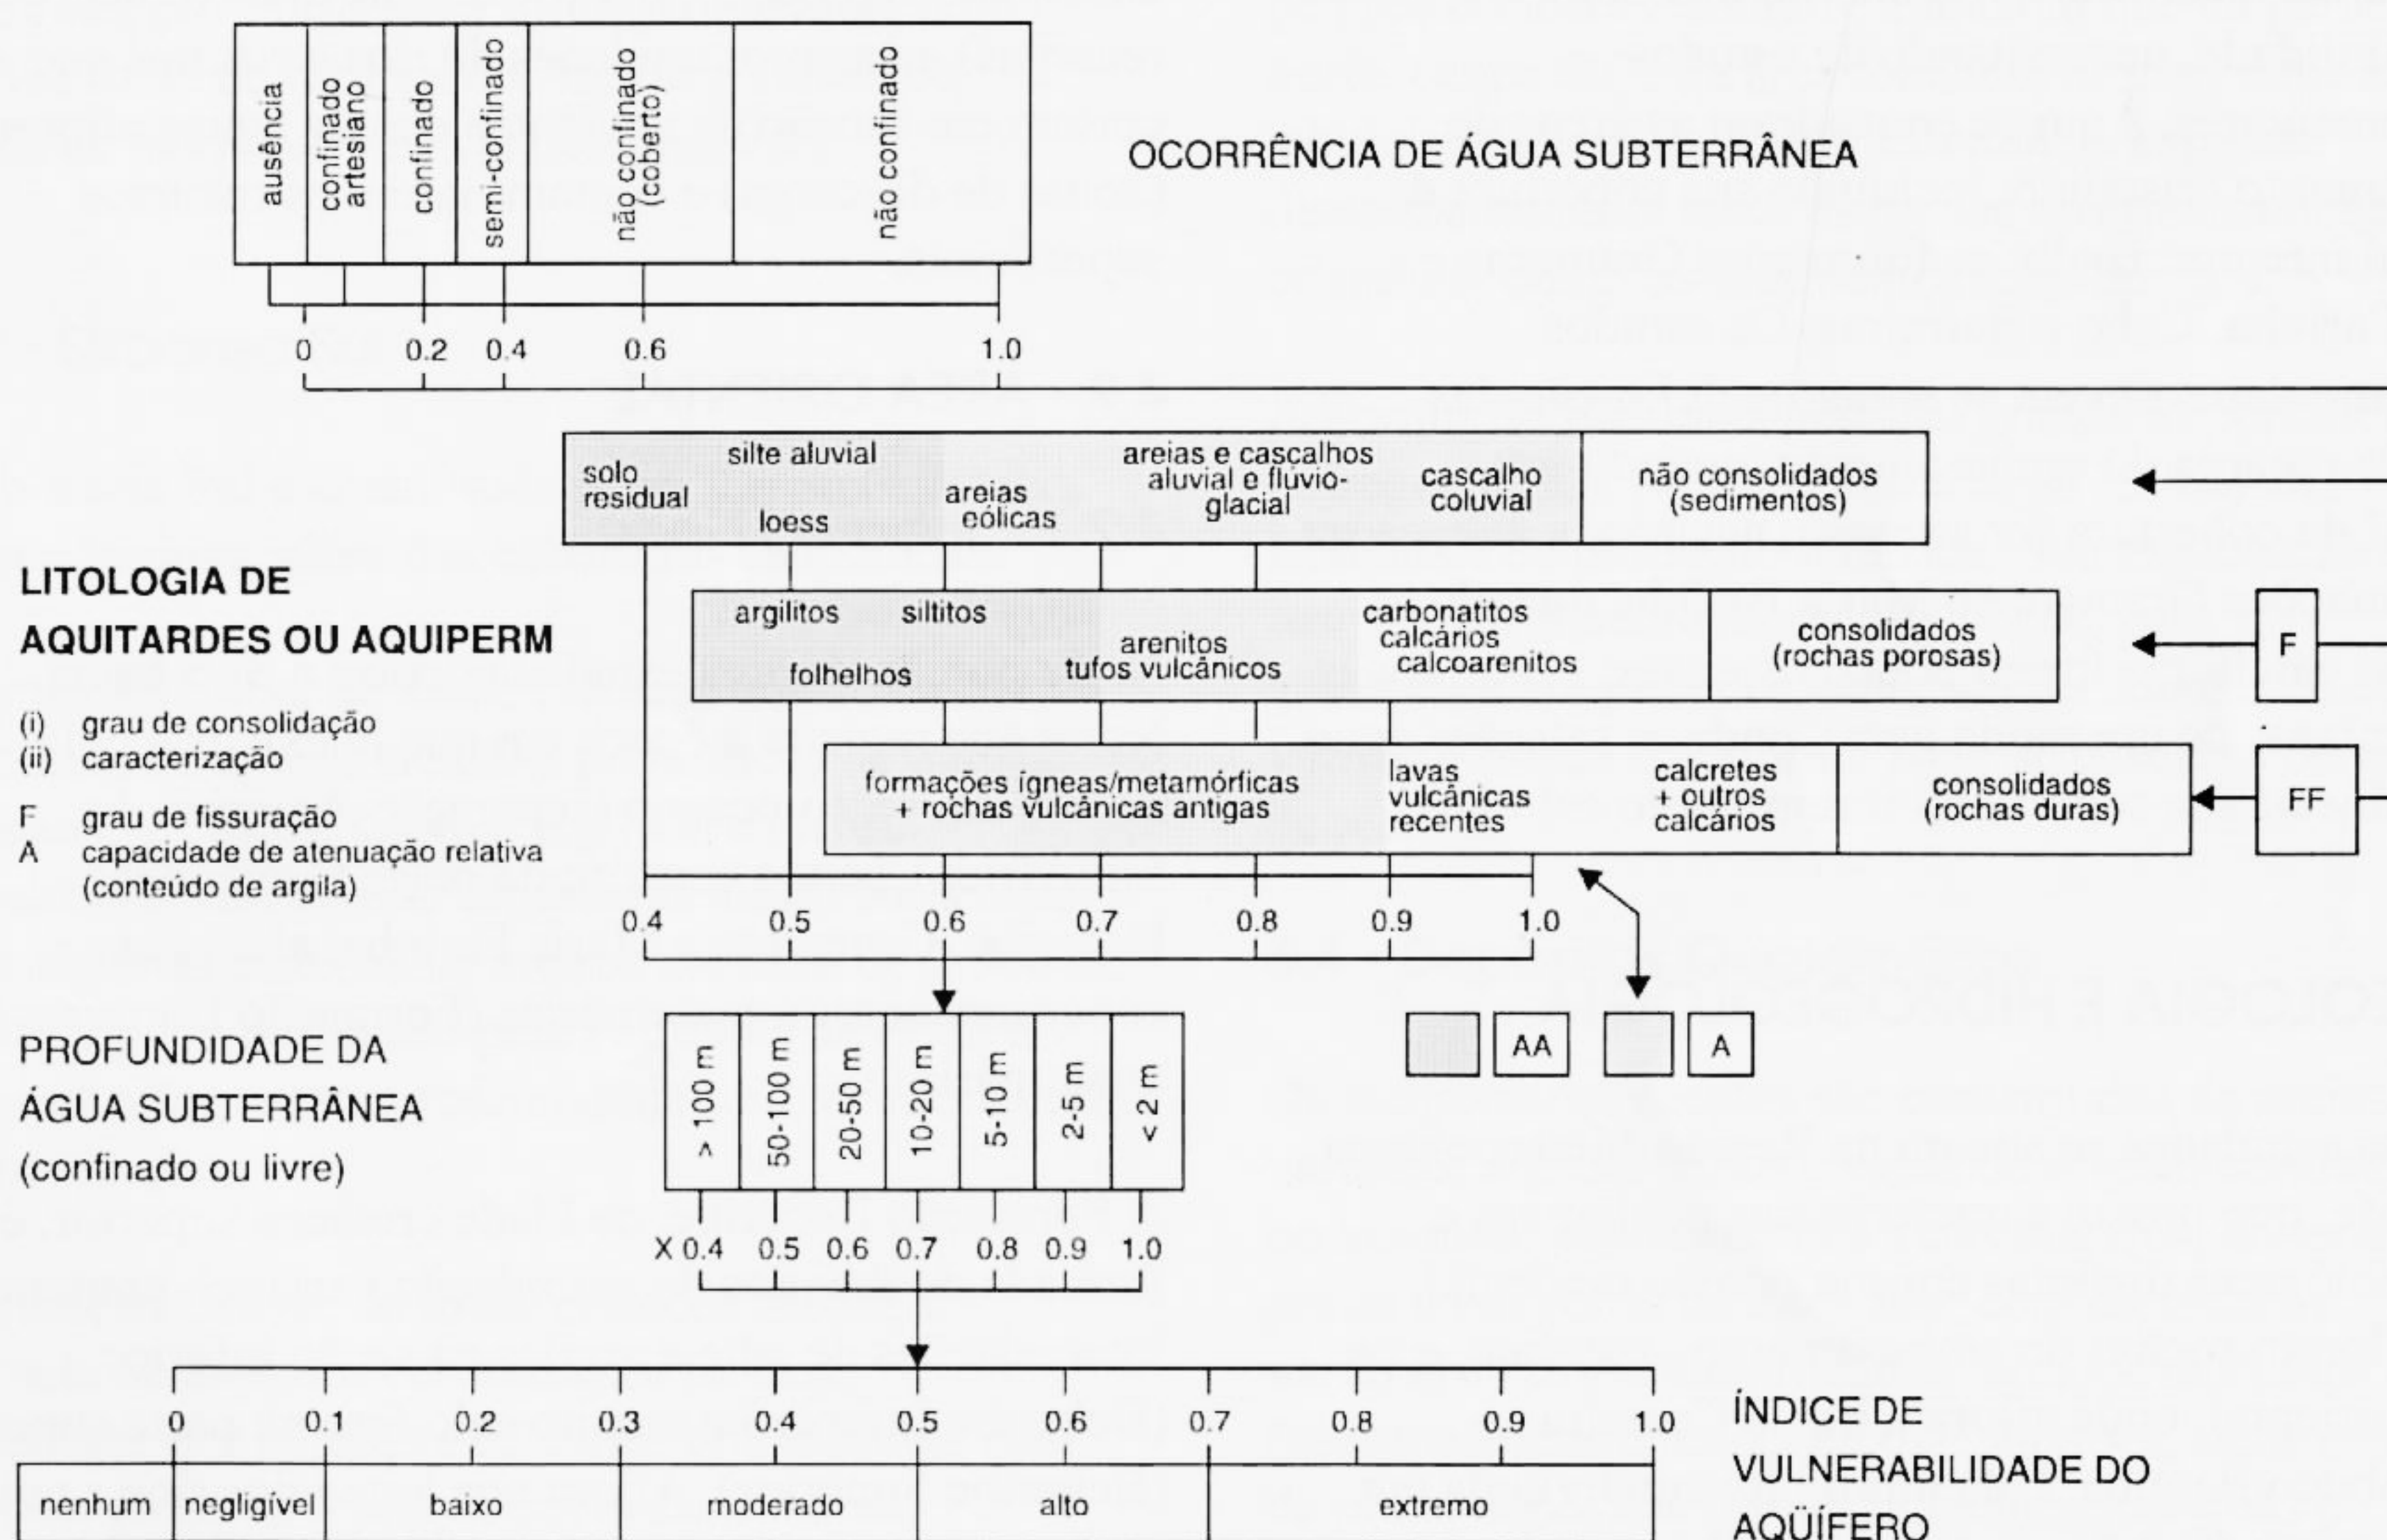 ausência
confinado
artesiano
confinado
semi-confinado
não confinado
(coberto)
não confinado
OCORRÊNCIA DE ÁGUA SUBTERRÂNEA
0 0.2 0.4 0.6 1.0
solo
residual
silte aluvial
loess
areias
eólicas
areias e cascalhos
aluvial e flúvio-
glacial
cascalho
coluvial
não consolidados
(sedimentos)
LITOLOGIA DE
AQUITARDES OU AQUIPERM
(i) grau de consolidação
(ii) caracterização
F grau de fissuração
A capacidade de atenuação relativa
(conteúdo de argila)
argilitos
siltitos
folhelhos
arenitos
tufos vulcânicos
carbonatitos
calcários
calcoarenitos
consolidados
(rochas porosas)
F
formações ígneas/metamórficas
+ rochas vulcânicas antigas
lavas
vulcânicas
recentes
calcretes
+ outros
calcários
consolidados
(rochas duras)
FF
0.4 0.5 0.6 0.7 0.8 0.9 1.0
AA A
PROFUNDIDADE DA
ÁGUA SUBTERRÂNEA
(confinado ou livre)
> 100 m
50-100 m
20-50 m
10-20 m
5-10 m
2-5 m
< 2 m
X 0.4 0.5 0.6 0.7 0.8 0.9 1.0
0 0.1 0.2 0.3 0.4 0.5 0.6 0.7 0.8 0.9 1.0
nenhum negligível baixo moderado alto extremo
ÍNDICE DE
VULNERABILIDADE DO
AQÜÍFERO